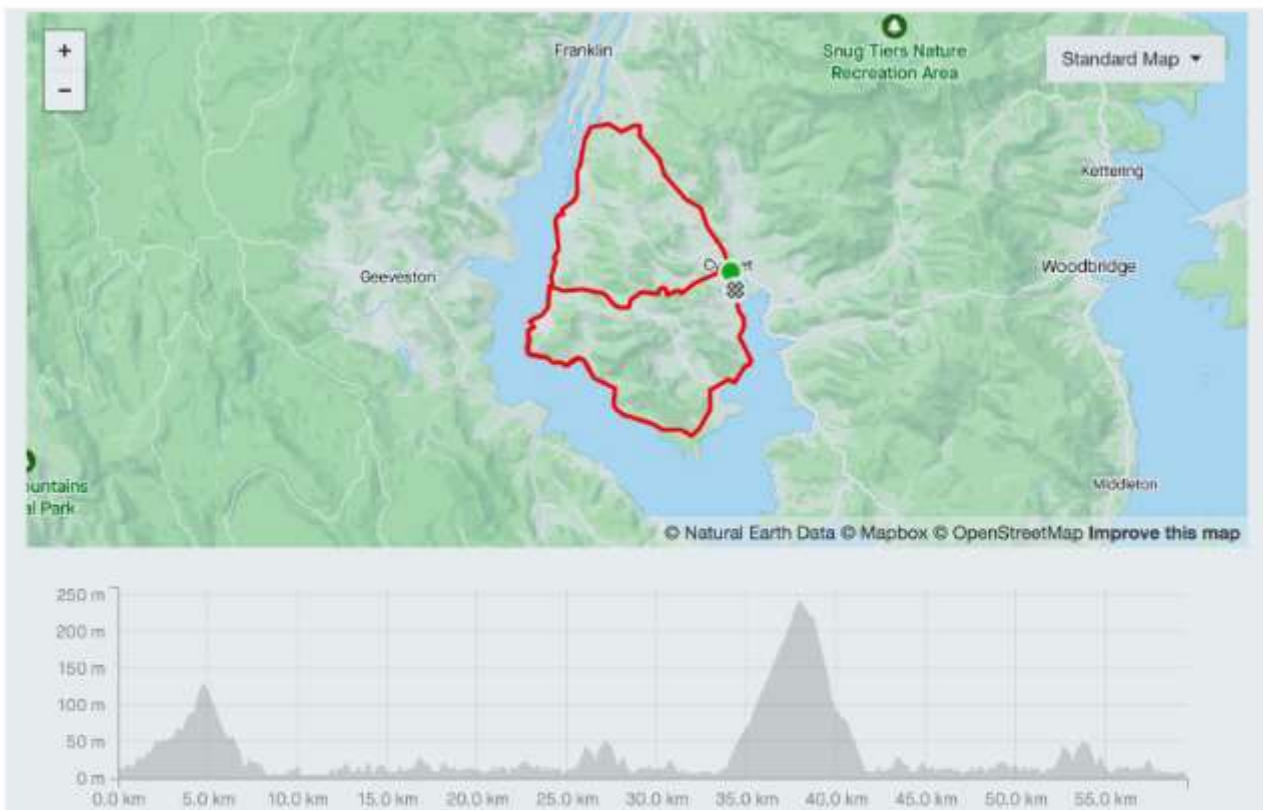 +
Franklin
Snug Tiers Nature
Recreation Area
Standard Map
−
Kettering
Geeveston
Woodbridge
Middleton
untains
al Park
© Natural Earth Data © Mapbox © OpenStreetMap Improve this map
250 m
200 m
150 m
100 m
50 m
0 m
0.0 km 5.0 km 10.0 km 15.0 km 20.0 km 25.0 km 30.0 km 35.0 km 40.0 km 45.0 km 50.0 km 55.0 km